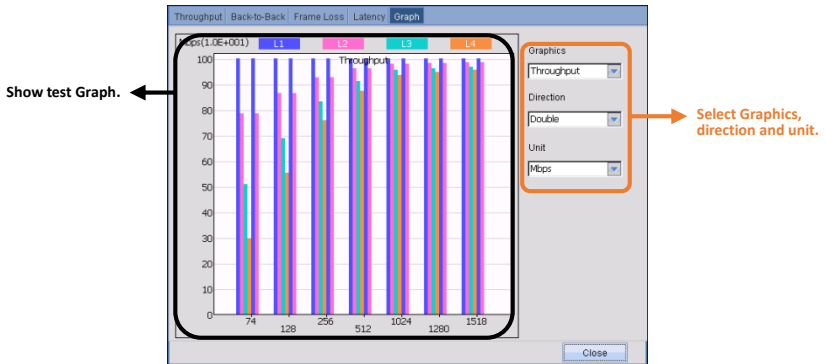 Throughput Back-to-Back Frame Loss Latency Graph
Mbps(1.0E+001) L1 L2 L3 L4
Throughput
100
90
80
70
60
50
40
30
20
10
0
74 128 256 512 1024 1280 1518
Graphics
Throughput
Direction
Double
Unit
Mbps
Close
Show test Graph.
Select Graphics,
direction and unit.